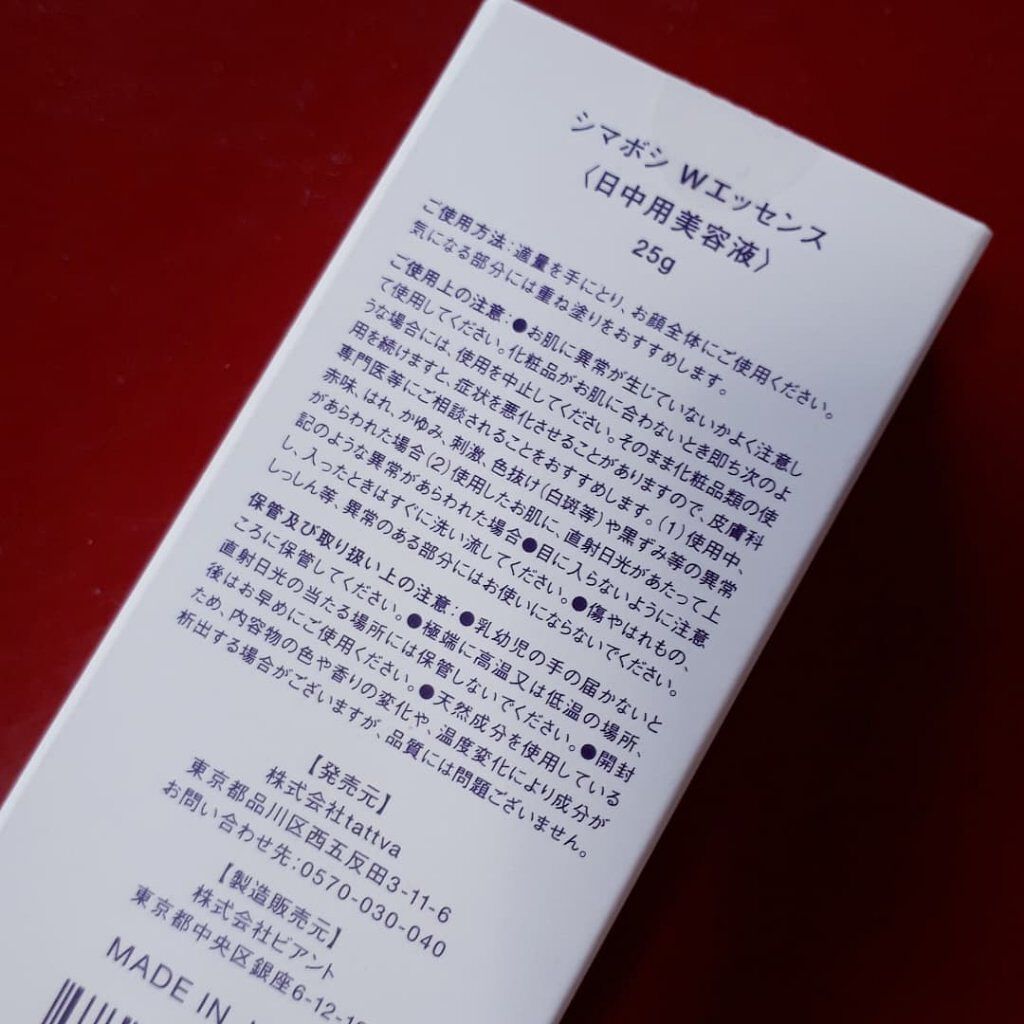 シマボシ Wエッセンス
〈日中用美容液〉
25g
ご使用方法:適量を手にとり、お顔全体にご使用ください。
気になる部分には重ね塗りをおすすめします。
ご使用上の注意:●お肌に異常が生じていないかよく注意し
て使用してください。化粧品がお肌に合わないとき即ち次のよ
うな場合には、使用を中止してください。そのまま化粧品類の使
用を続けますと、症状を悪化させることがありますので、皮膚科
専門医等にご相談されることをおすすめします。(1)使用中、
赤味、はれ、かゆみ、刺激、色抜け(白斑等)や黒ずみ等の異常
があらわれた場合(2)使用したお肌に、直射日光があたって上
記のような異常があらわれた場合●目に入らないように注意
し、入ったときはすぐに洗い流してください。●傷やはれもの、
しっしん等、異常のある部分にはお使いにならないでください。
保管及び取り扱い上の注意:●乳幼児の手の届かないと
ころに保管してください。●極端に高温又は低温の場所、
直射日光の当たる場所には保管しないでください。●開封
後はお早めにご使用ください。●天然成分を使用している
ため、内容物の色や香りの変化や、温度変化により成分が
析出する場合がございますが、品質には問題ございません。
【発売元】
株式会社tattva
東京都品川区西五反田3-11-6
お問い合わせ先:0570-030-040
【製造販売元】
株式会社ビアント
東京都中央区銀座6-12-1
MADE IN